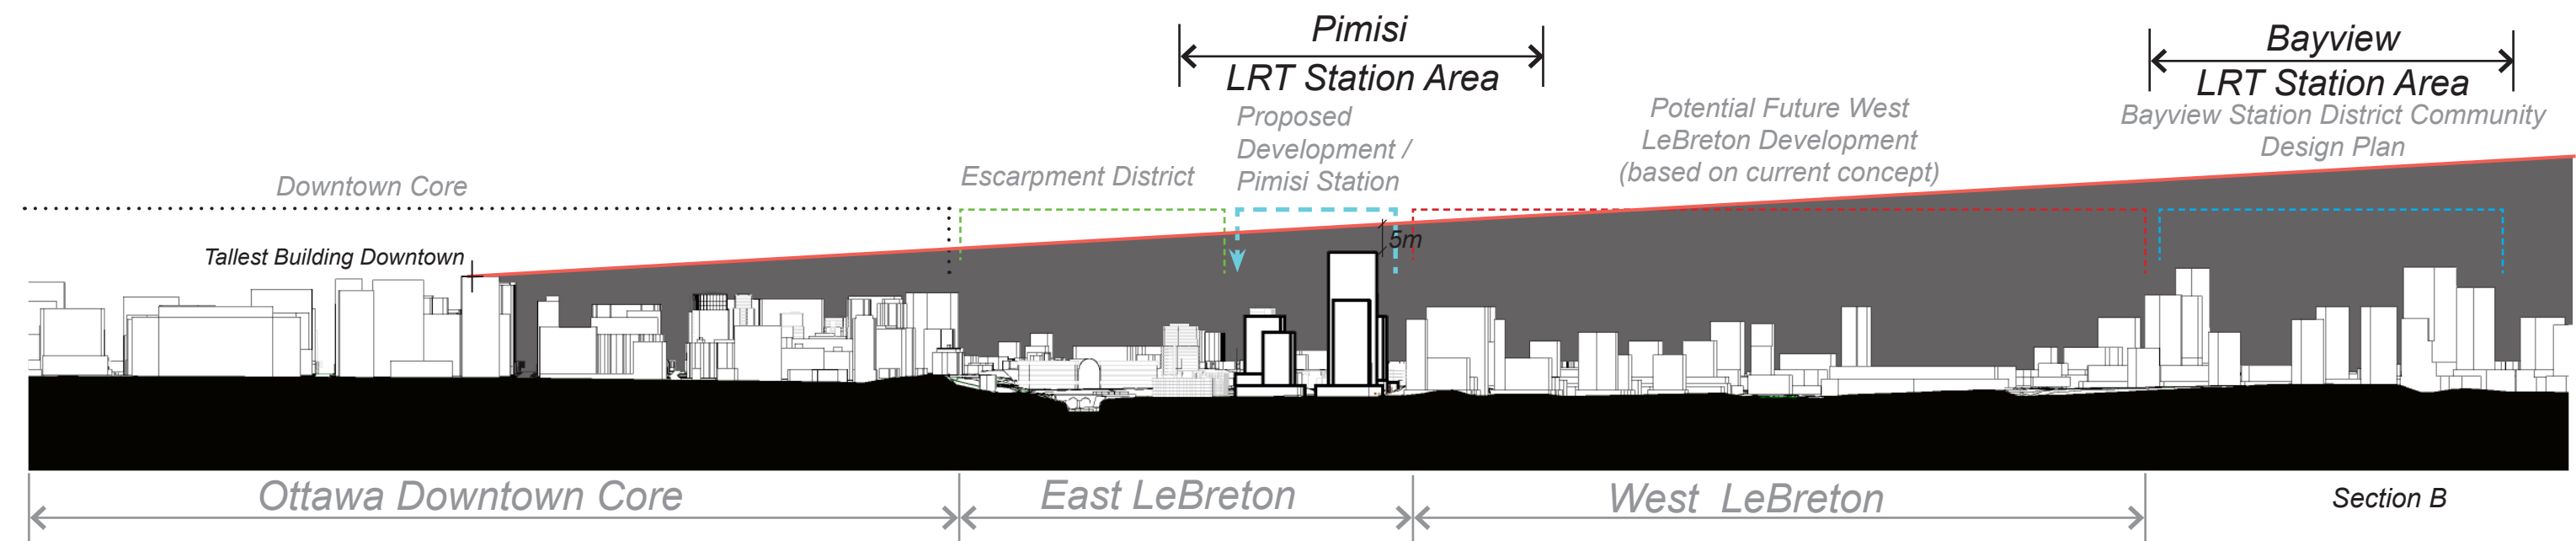 Pimisi
LRT Station Area
Bayview
LRT Station Area
Proposed
Development /
Pimisi Station
Potential Future West
LeBreton Development
(based on current concept)
Bayview Station District Community
Design Plan
Downtown Core
Escarpment District
Tallest Building Downtown
5m
Ottawa Downtown Core
East LeBreton
West LeBreton
Section B